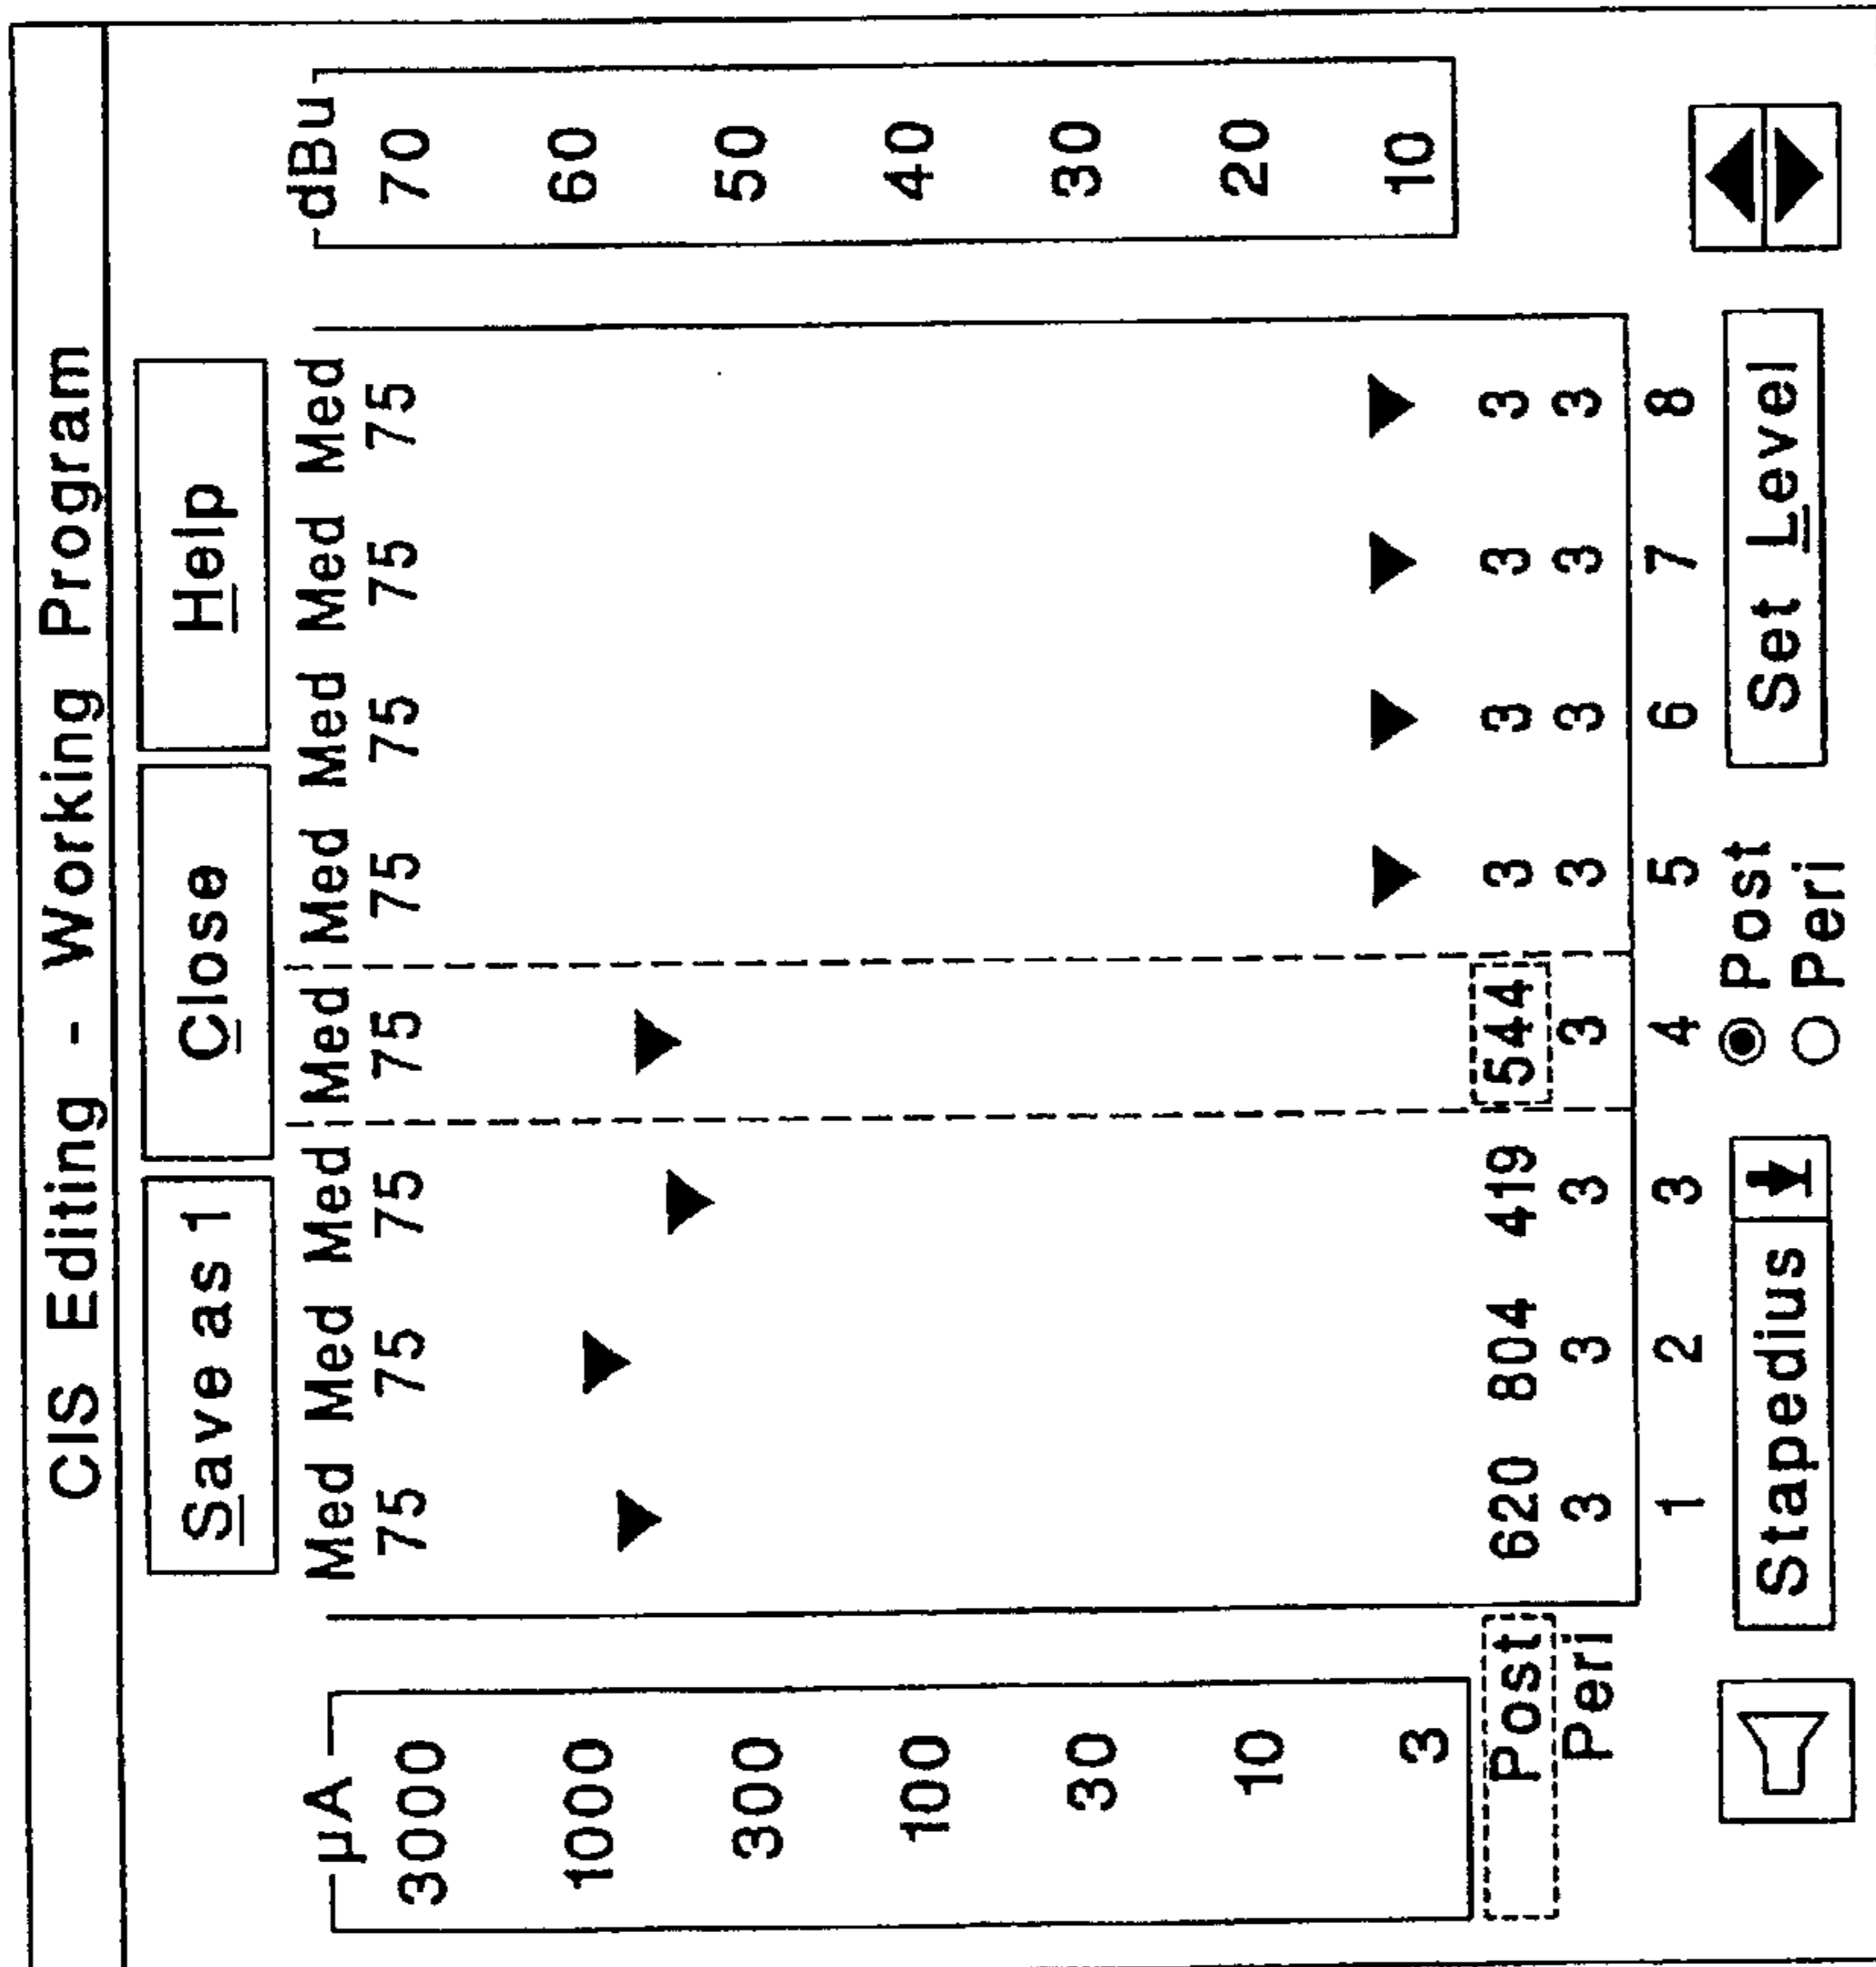 CIS Editing - Working Program
Save as 1 Close Help
µA Med Med Med Med Med Med Med Med dBu
3000 75 75 75 75 75 75 75 75 70
1000 60
300 50
100 40
30 30
10 20
3 10
Post 620 804 419 544 3 3 3 3
Peri 3 3 3 3 3 3 3 3
1 2 3 4 5 6 7 8
Stapedius Post Set Level
Peri